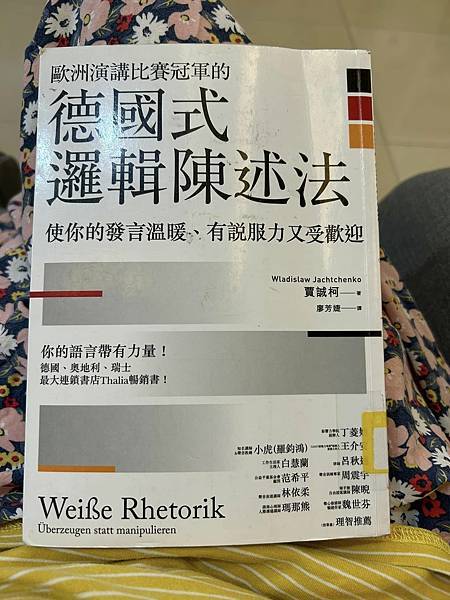 歐洲演講比賽冠軍的
德國式
邏輯陳述法
使你的發言溫暖、有說服力又受歡迎
Wladislaw Jachtchenko
賈誠柯——著
廖芳婕——譯
你的語言帶有力量！
德國、奧地利、瑞士
最大連鎖書店Thalia暢銷書！
丁菱
小虎(羅鈞鴻)
王介
白慧蘭
呂秋
范希平
周震宇
林依柔
陳晚
瑪那熊
魏世芬
理智推薦
Weiße Rhetorik
Überzeugen statt manipulieren